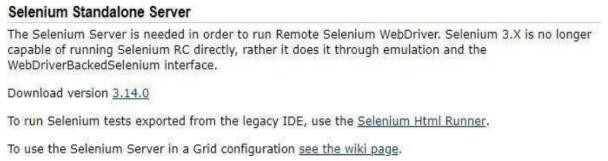 Selenium Standalone Server
The Selenium Server is needed in order to run Remote Selenium WebDriver. Selenium 3.X is no longer
capable of running Selenium RC directly, rather it does it through emulation and the
WebDriverBackedSelenium interface.
Download version 3.14.0
To run Selenium tests exported from the legacy IDE, use the Selenium Html Runner.
To use the Selenium Server in a Grid configuration see the wiki page.